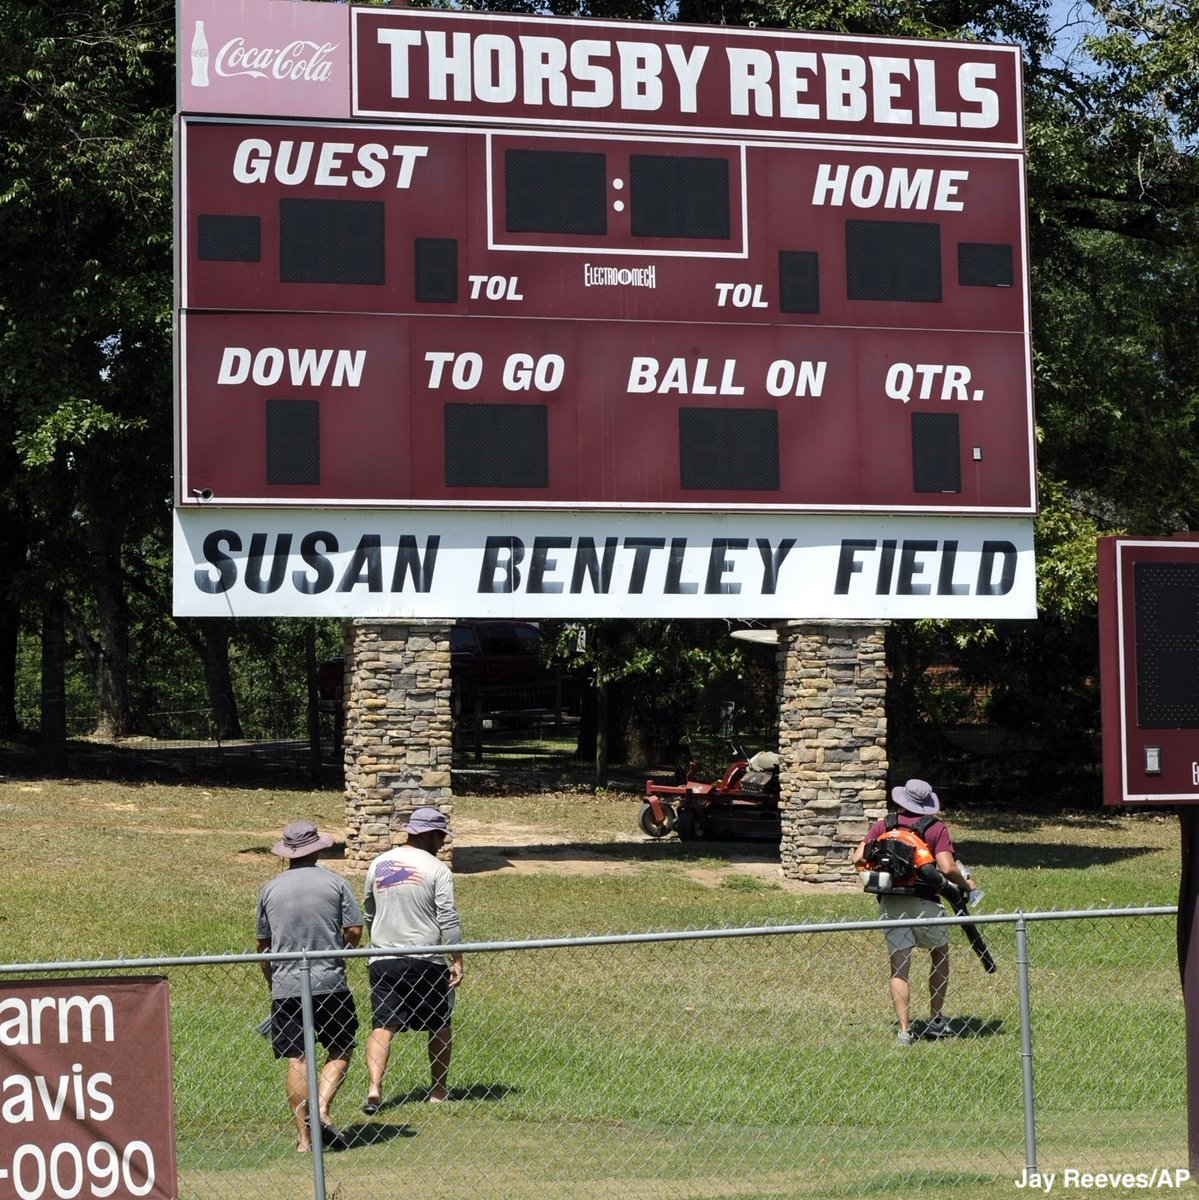 Coca-Cola
THORSBY REBELS
GUEST
:
HOME
TOL
ELECTRO MECH
TOL
DOWN
TO GO
BALL ON
QTR.
SUSAN BENTLEY FIELD
arm
avis
-0090
Jay Reeves/AP